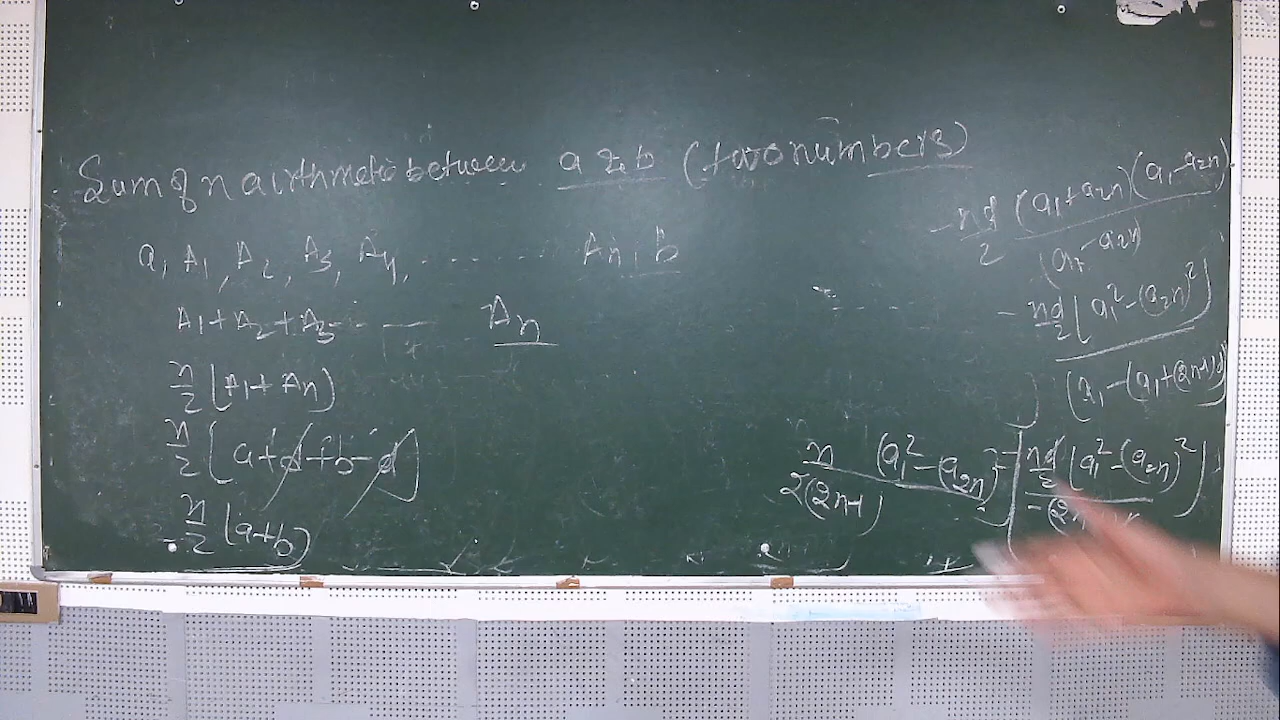 Sum of n airthmetic between a & b (two numbers)
a, A₁, A₂, A₃, A₄, ........ Aₙ, b
A₁ + A₂ + A₃ - - - Aₙ
n/2 (A₁ + Aₙ)
n/2 (a + d + b - d)
n/2 (a + b)
- nd/2 (a₁ + a₂ₙ)(a₁ - a₂ₙ) / (a₁ - a₂ₙ)
- nd/2 (a₁² - (a₂ₙ)²) / (a₁ - (a₁ + (2n-1)d))
nd/2 (a₁² - (a₂ₙ)²)
n / 2(2n-1) (a₁² - (a₂ₙ)²